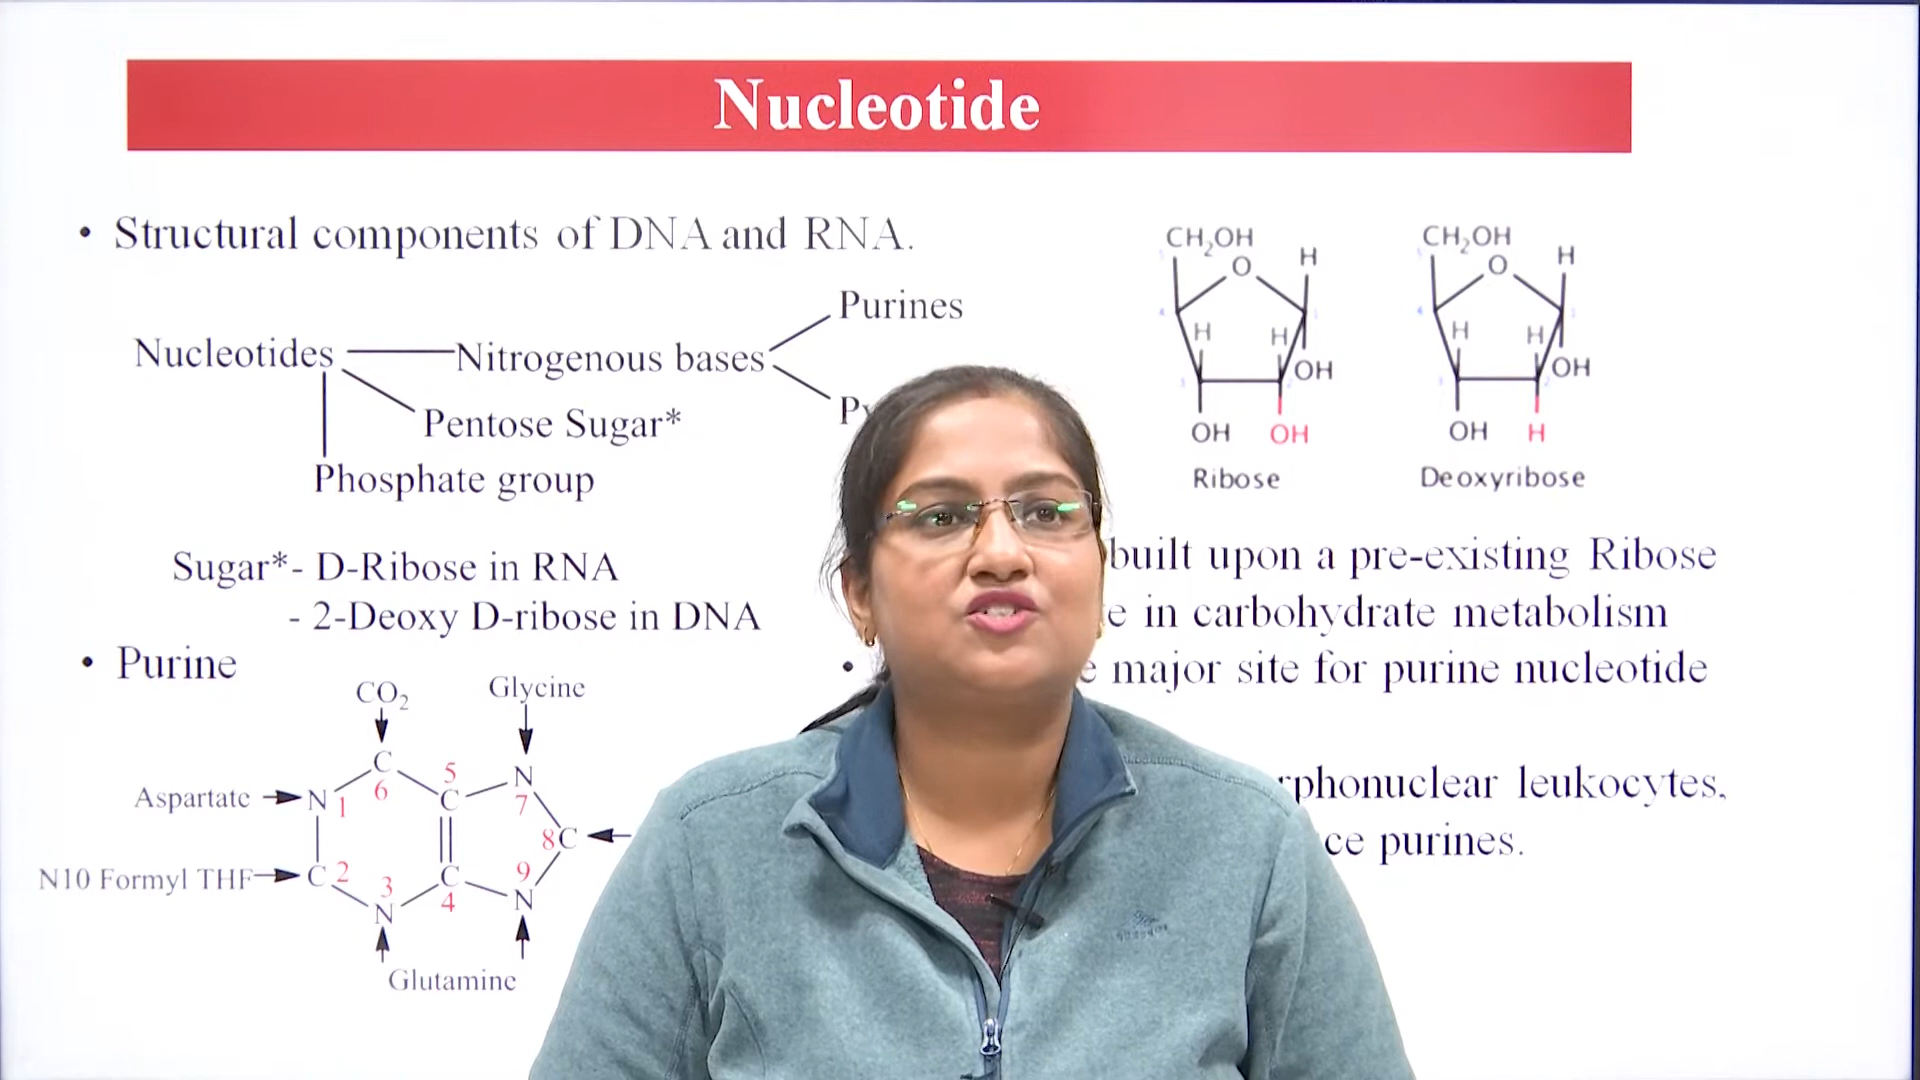 Nucleotide
• Structural components of DNA and RNA.
Purines
Nucleotides
Nitrogenous bases
Pentose Sugar*
Phosphate group
Sugar*- D-Ribose in RNA
- 2-Deoxy D-ribose in DNA
• Purine
CO2
Glycine
C
5
N
Aspartate
N
1
6
C
7
8
C
N10 Formyl THF
C
2
3
C
9
N
4
N
Glutamine
CH2OH
O
H
H
H
OH
OH
OH
Ribose
CH2OH
O
H
H
H
OH
OH
H
Deoxyribose
built upon a pre-existing Ribose
in carbohydrate metabolism
• major site for purine nucleotide
leukocytes,
purines.